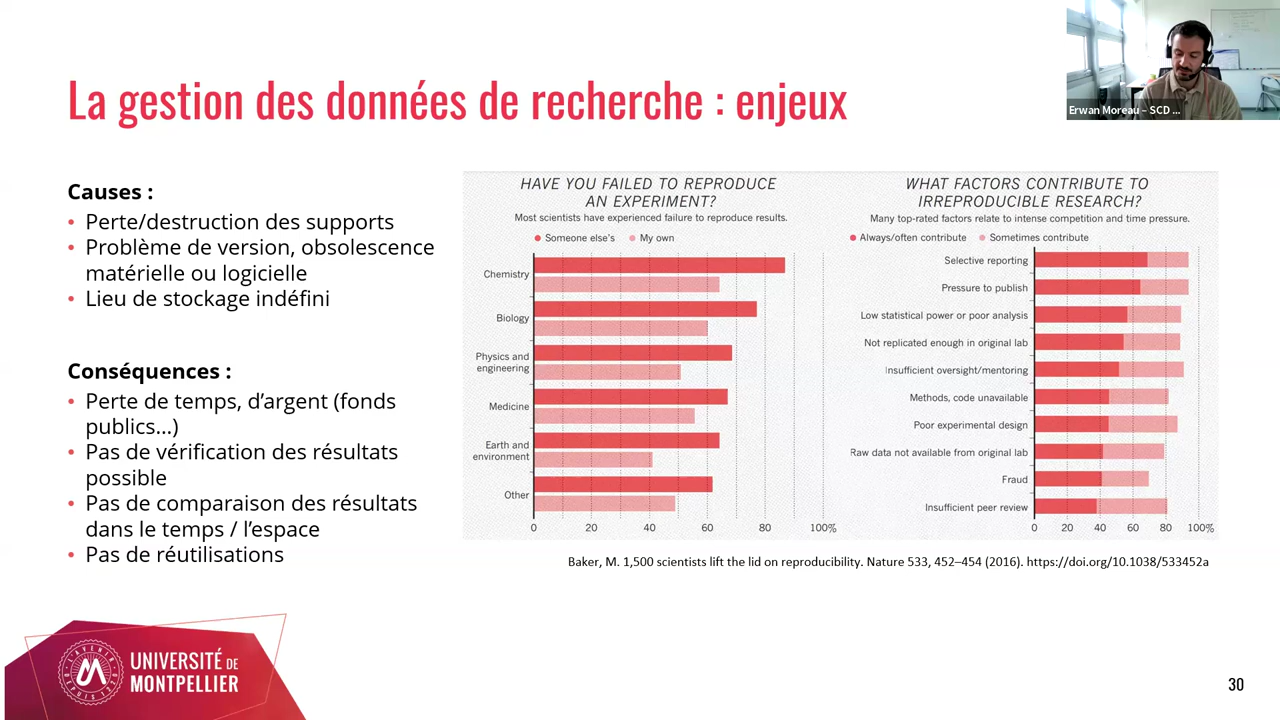 Erwan Moreau – SCD ...
La gestion des données de recherche : enjeux
Causes :
• Perte/destruction des supports
• Problème de version, obsolescence
matérielle ou logicielle
• Lieu de stockage indéfini
Conséquences :
• Perte de temps, d’argent (fonds
publics…)
• Pas de vérification des résultats
possible
• Pas de comparaison des résultats
dans le temps / l’espace
• Pas de réutilisations
HAVE YOU FAILED TO REPRODUCE
AN EXPERIMENT?
Most scientists have experienced failure to reproduce results.
Someone else's My own
Chemistry
Biology
Physics and
engineering
Medicine
Earth and
environment
Other
0 20 40 60 80 100%
WHAT FACTORS CONTRIBUTE TO
IRREPRODUCIBLE RESEARCH?
Many top-rated factors relate to intense competition and time pressure.
Always/often contribute Sometimes contribute
Selective reporting
Pressure to publish
Low statistical power or poor analysis
Not replicated enough in original lab
Insufficient oversight/mentoring
Methods, code unavailable
Poor experimental design
Raw data not available from original lab
Fraud
Insufficient peer review
0 20 40 60 80 100%
Baker, M. 1,500 scientists lift the lid on reproducibility. Nature 533, 452–454 (2016). https://doi.org/10.1038/533452a
UNIVERSITÉ DE
MONTPELLIER
30